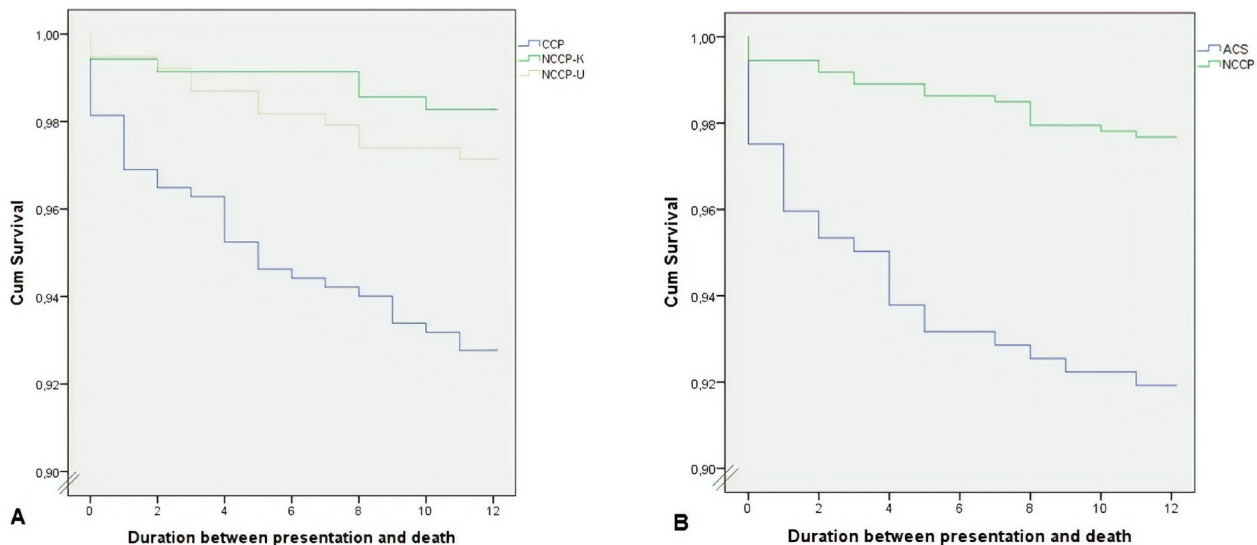 1,00
0,98
0,96
0,94
0,92
0,90
Cum Survival
0 2 4 6 8 10 12
Duration between presentation and death
CCP
NCCP-K
NCCP-U
A
1,00
0,98
0,96
0,94
0,92
0,90
Cum Survival
0 2 4 6 8 10 12
Duration between presentation and death
ACS
NCCP
B